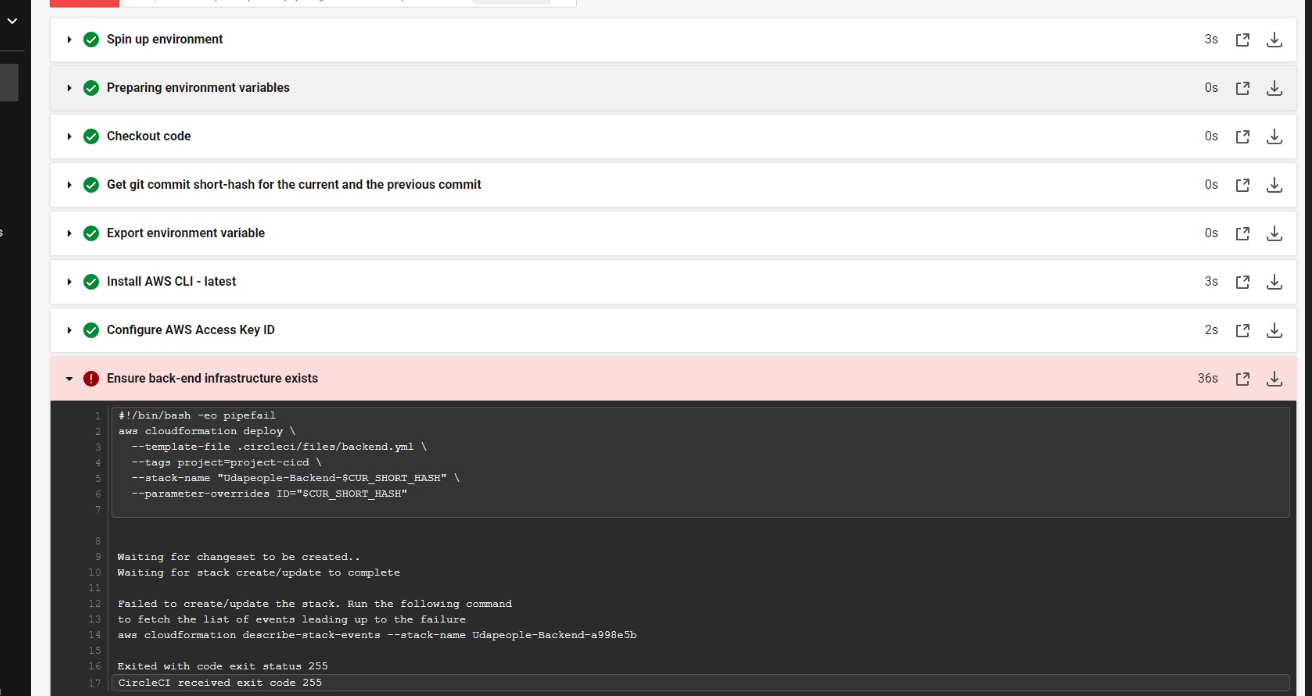 Spin up environment 3s
Preparing environment variables 0s
Checkout code 0s
Get git commit short-hash for the current and the previous commit 0s
Export environment variable 0s
Install AWS CLI - latest 3s
Configure AWS Access Key ID 2s
Ensure back-end infrastructure exists 36s
1 #!/bin/bash -eo pipefail
2 aws cloudformation deploy \
3 --template-file .circleci/files/backend.yml \
4 --tags project=project-cicd \
5 --stack-name "Udapeople-Backend-$CUR_SHORT_HASH" \
6 --parameter-overrides ID="$CUR_SHORT_HASH"
7
8
9 Waiting for changeset to be created..
10 Waiting for stack create/update to complete
11
12 Failed to create/update the stack. Run the following command
13 to fetch the list of events leading up to the failure
14 aws cloudformation describe-stack-events --stack-name Udapeople-Backend-a998e5b
15
16 Exited with code exit status 255
17 CircleCI received exit code 255